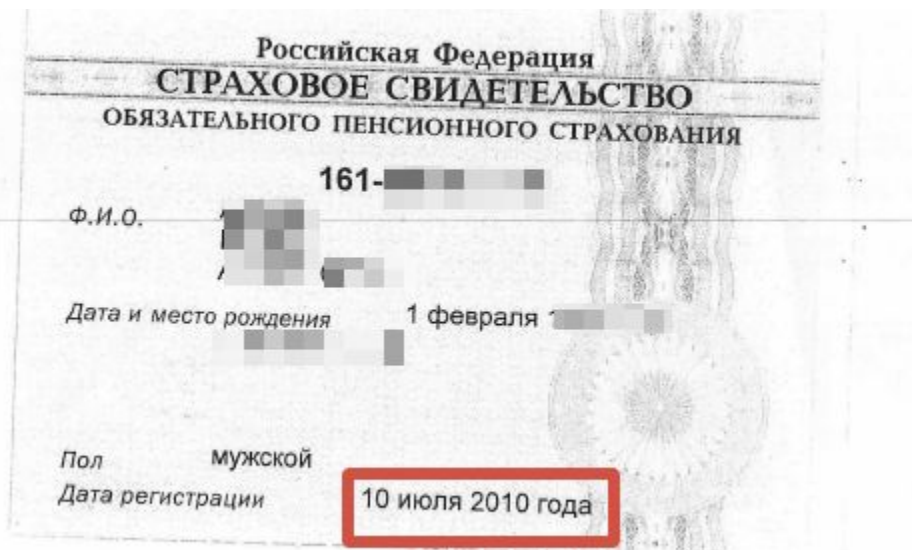 Российская Федерация
СТРАХОВОЕ СВИДЕТЕЛЬСТВО
ОБЯЗАТЕЛЬНОГО ПЕНСИОННОГО СТРАХОВАНИЯ
161-
Ф.И.О.
Дата и место рождения 1 февраля
Пол мужской
Дата регистрации 10 июля 2010 года